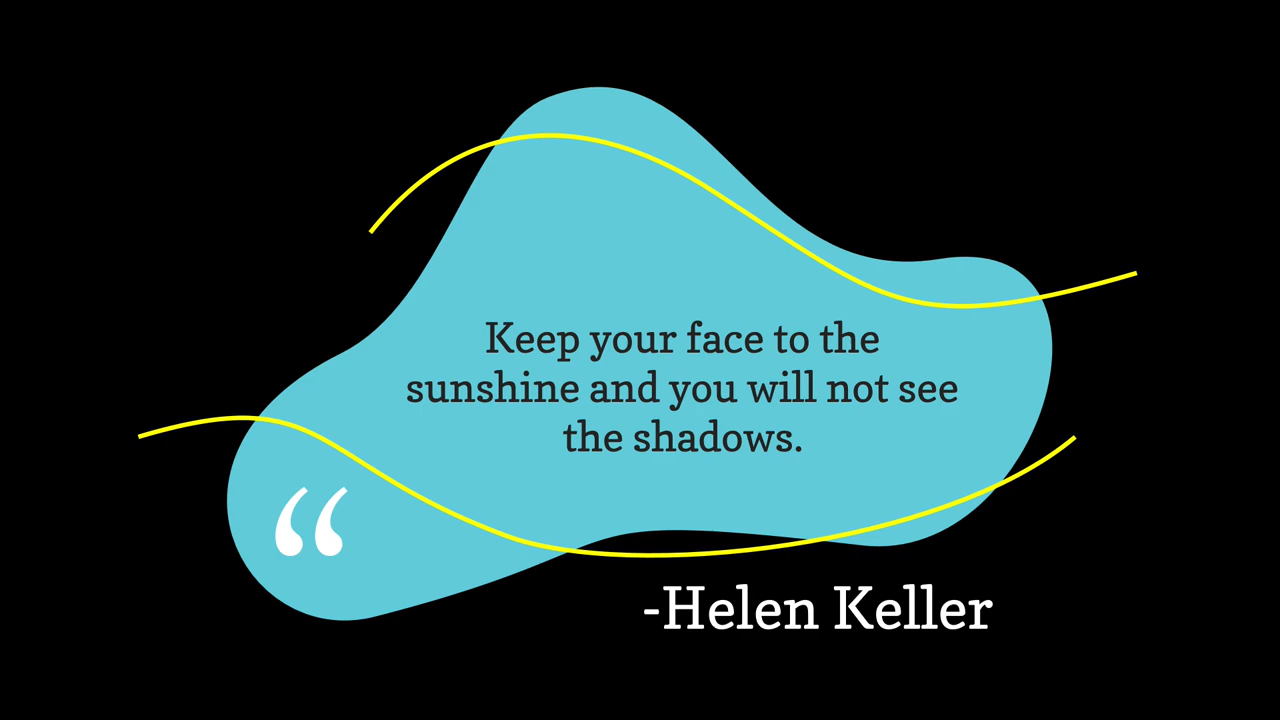 Keep your face to the
sunshine and you will not see
the shadows.
“
-Helen Keller